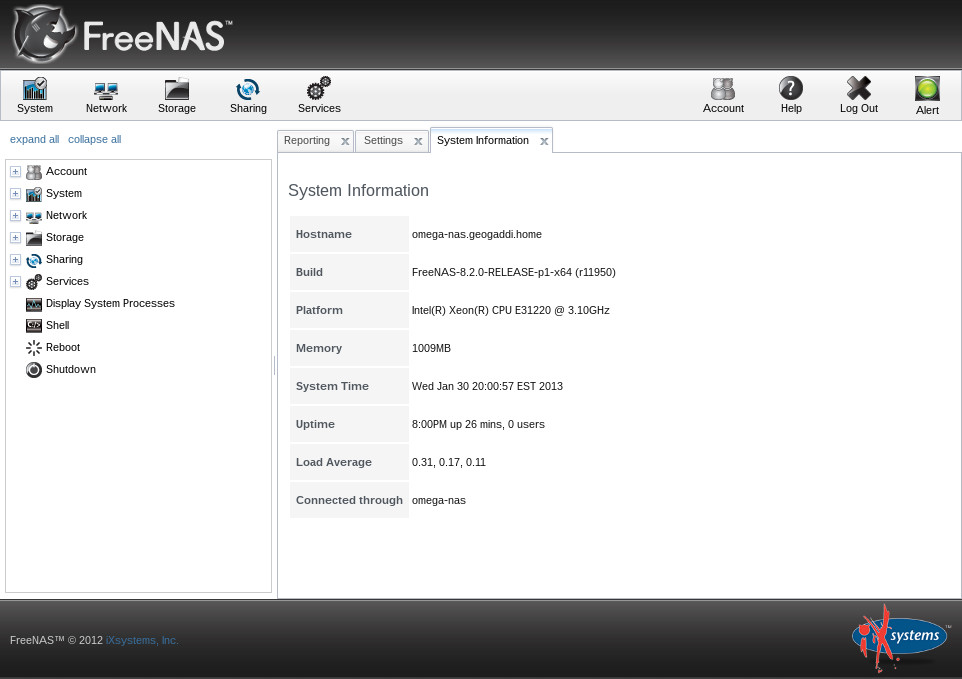 FreeNAS™
System Network Storage Sharing Services Account Help Log Out Alert
expand all collapse all
Reporting Settings System Information
Account
System
Network
Storage
Sharing
Services
Display System Processes
Shell
Reboot
Shutdown
System Information
Hostname omega-nas.geogaddi.home
Build FreeNAS-8.2.0-RELEASE-p1-x64 (r11950)
Platform Intel(R) Xeon(R) CPU E31220 @ 3.10GHz
Memory 1009MB
System Time Wed Jan 30 20:00:57 EST 2013
Uptime 8:00PM up 26 mins, 0 users
Load Average 0.31, 0.17, 0.11
Connected through omega-nas
FreeNAS™ © 2012 iXsystems, Inc.
iXsystems™